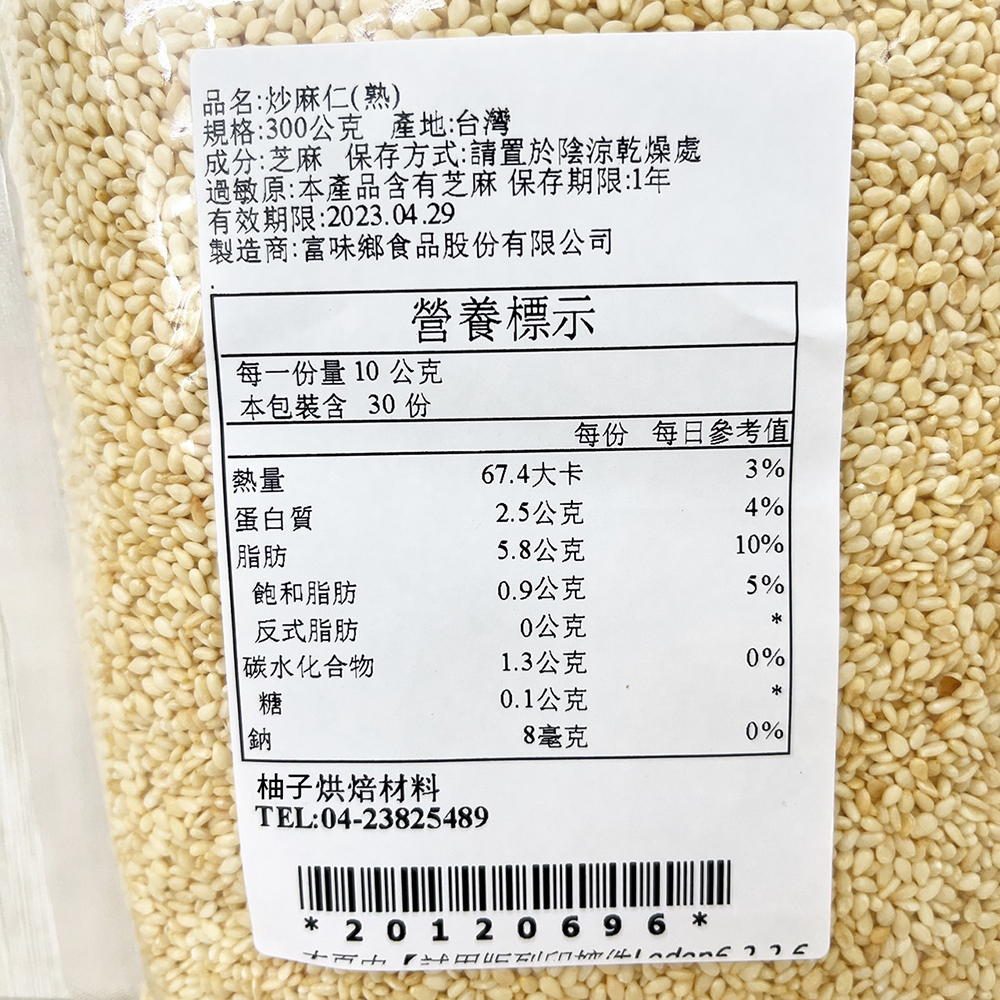 品名:炒麻仁(熟)
規格:300公克 產地:台灣
成分:芝麻 保存方式:請置於陰涼乾燥處
過敏原:本產品含有芝麻 保存期限:1年
有效期限:2023.04.29
製造商:富味鄉食品股份有限公司
營養標示
每一份量 10 公克
本包裝含 30 份
每份 每日參考值
熱量 67.4大卡 3%
蛋白質 2.5公克 4%
脂肪 5.8公克 10%
飽和脂肪 0.9公克 5%
反式脂肪 0公克 *
碳水化合物 1.3公克 0%
糖 0.1公克 *
鈉 8毫克 0%
柚子烘焙材料
TEL:04-23825489
*20120696*